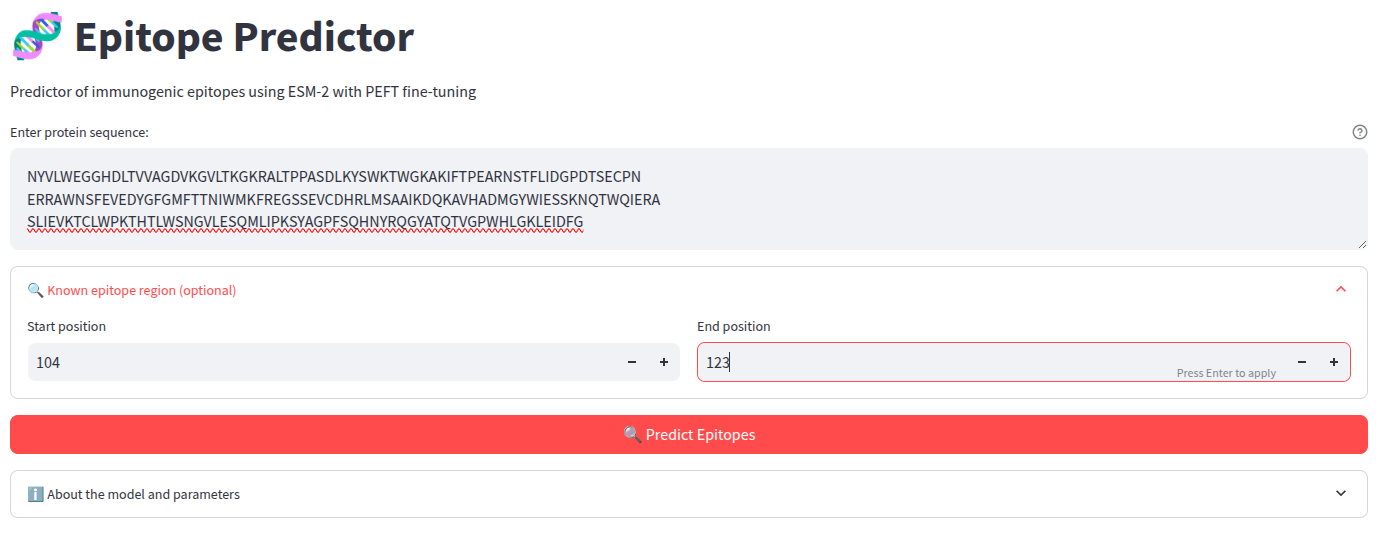 🧬 Epitope Predictor
Predictor of immunogenic epitopes using ESM-2 with PEFT fine-tuning
Enter protein sequence:
NYVLWEGGHDLTVVAGDVKGVLTKGKRALTPPASDLKYSWKTWGKAKIFTPEARNSTFLIDGPDTSECPN
ERRAWNSFEVEDYGFGMFTTNIWMKFREGSSEVCDHRLMSAAIKDQKAVHADMGYWIESSKNQTWQIERA
SLIEVKTCLWPKTHTLWSNGVLESQMLIPKSYAGPFSQHNYRQGYATQTVGPWHLGKLEIDFG
🔍 Known epitope region (optional)
Start position
End position
104
123
Press Enter to apply
🔍 Predict Epitopes
ℹ️ About the model and parameters